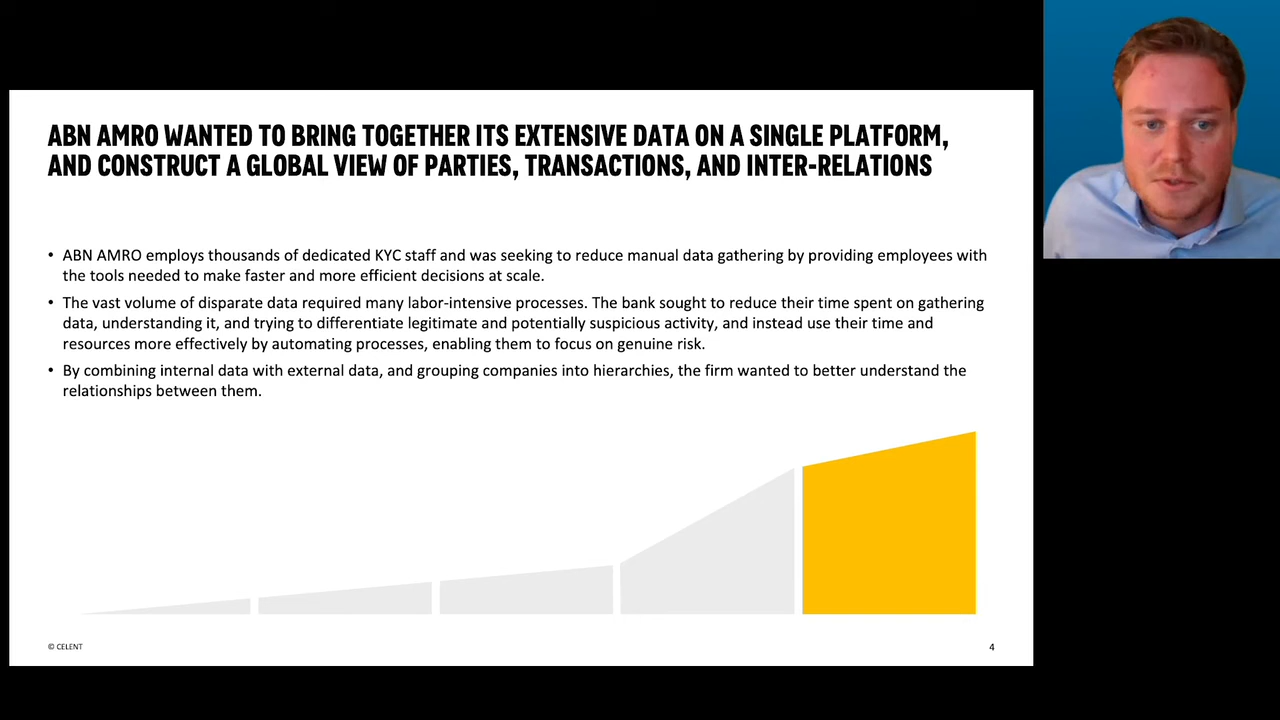 ABN AMRO WANTED TO BRING TOGETHER ITS EXTENSIVE DATA ON A SINGLE PLATFORM,
AND CONSTRUCT A GLOBAL VIEW OF PARTIES, TRANSACTIONS, AND INTER-RELATIONS
• ABN AMRO employs thousands of dedicated KYC staff and was seeking to reduce manual data gathering by providing employees with
the tools needed to make faster and more efficient decisions at scale.
• The vast volume of disparate data required many labor-intensive processes. The bank sought to reduce their time spent on gathering
data, understanding it, and trying to differentiate legitimate and potentially suspicious activity, and instead use their time and
resources more effectively by automating processes, enabling them to focus on genuine risk.
• By combining internal data with external data, and grouping companies into hierarchies, the firm wanted to better understand the
relationships between them.
© CELENT
4